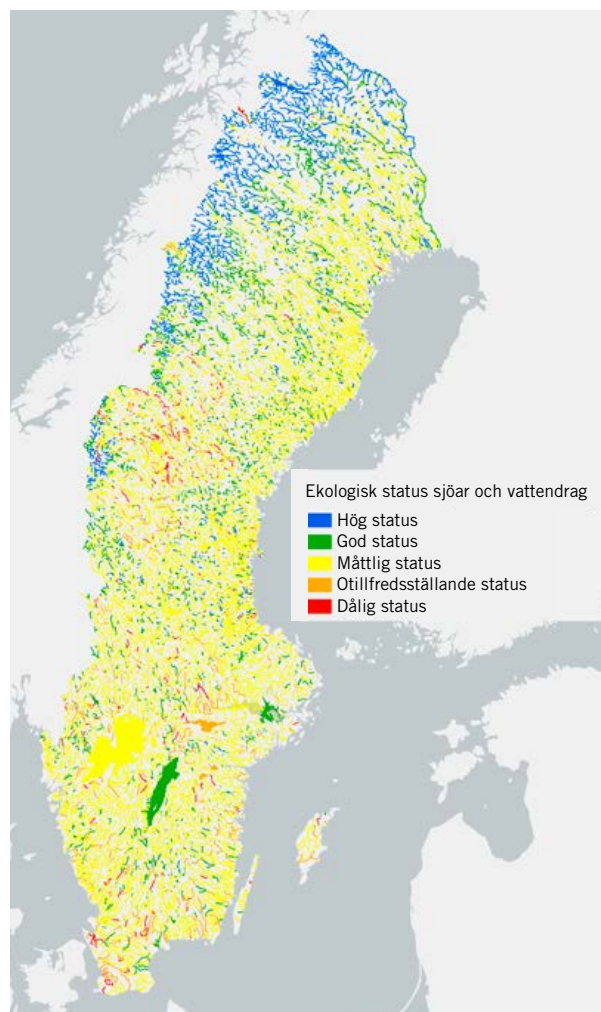 Ekologisk status sjöar och vattendrag
Hög status
God status
Måttlig status
Otillfredsställande status
Dålig status